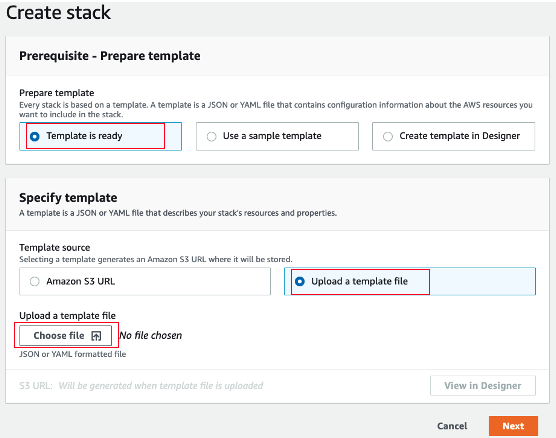 Create stack
Prerequisite - Prepare template
Prepare template
Every stack is based on a template. A template is a JSON or YAML file that contains configuration information about the AWS resources you
want to include in the stack.
Template is ready
Use a sample template
Create template in Designer
Specify template
A template is a JSON or YAML file that describes your stack's resources and properties.
Template source
Selecting a template generates an Amazon S3 URL where it will be stored.
Amazon S3 URL
Upload a template file
Upload a template file
Choose file No file chosen
JSON or YAML formatted file
S3 URL: Will be generated when template file is uploaded
View in Designer
Cancel
Next